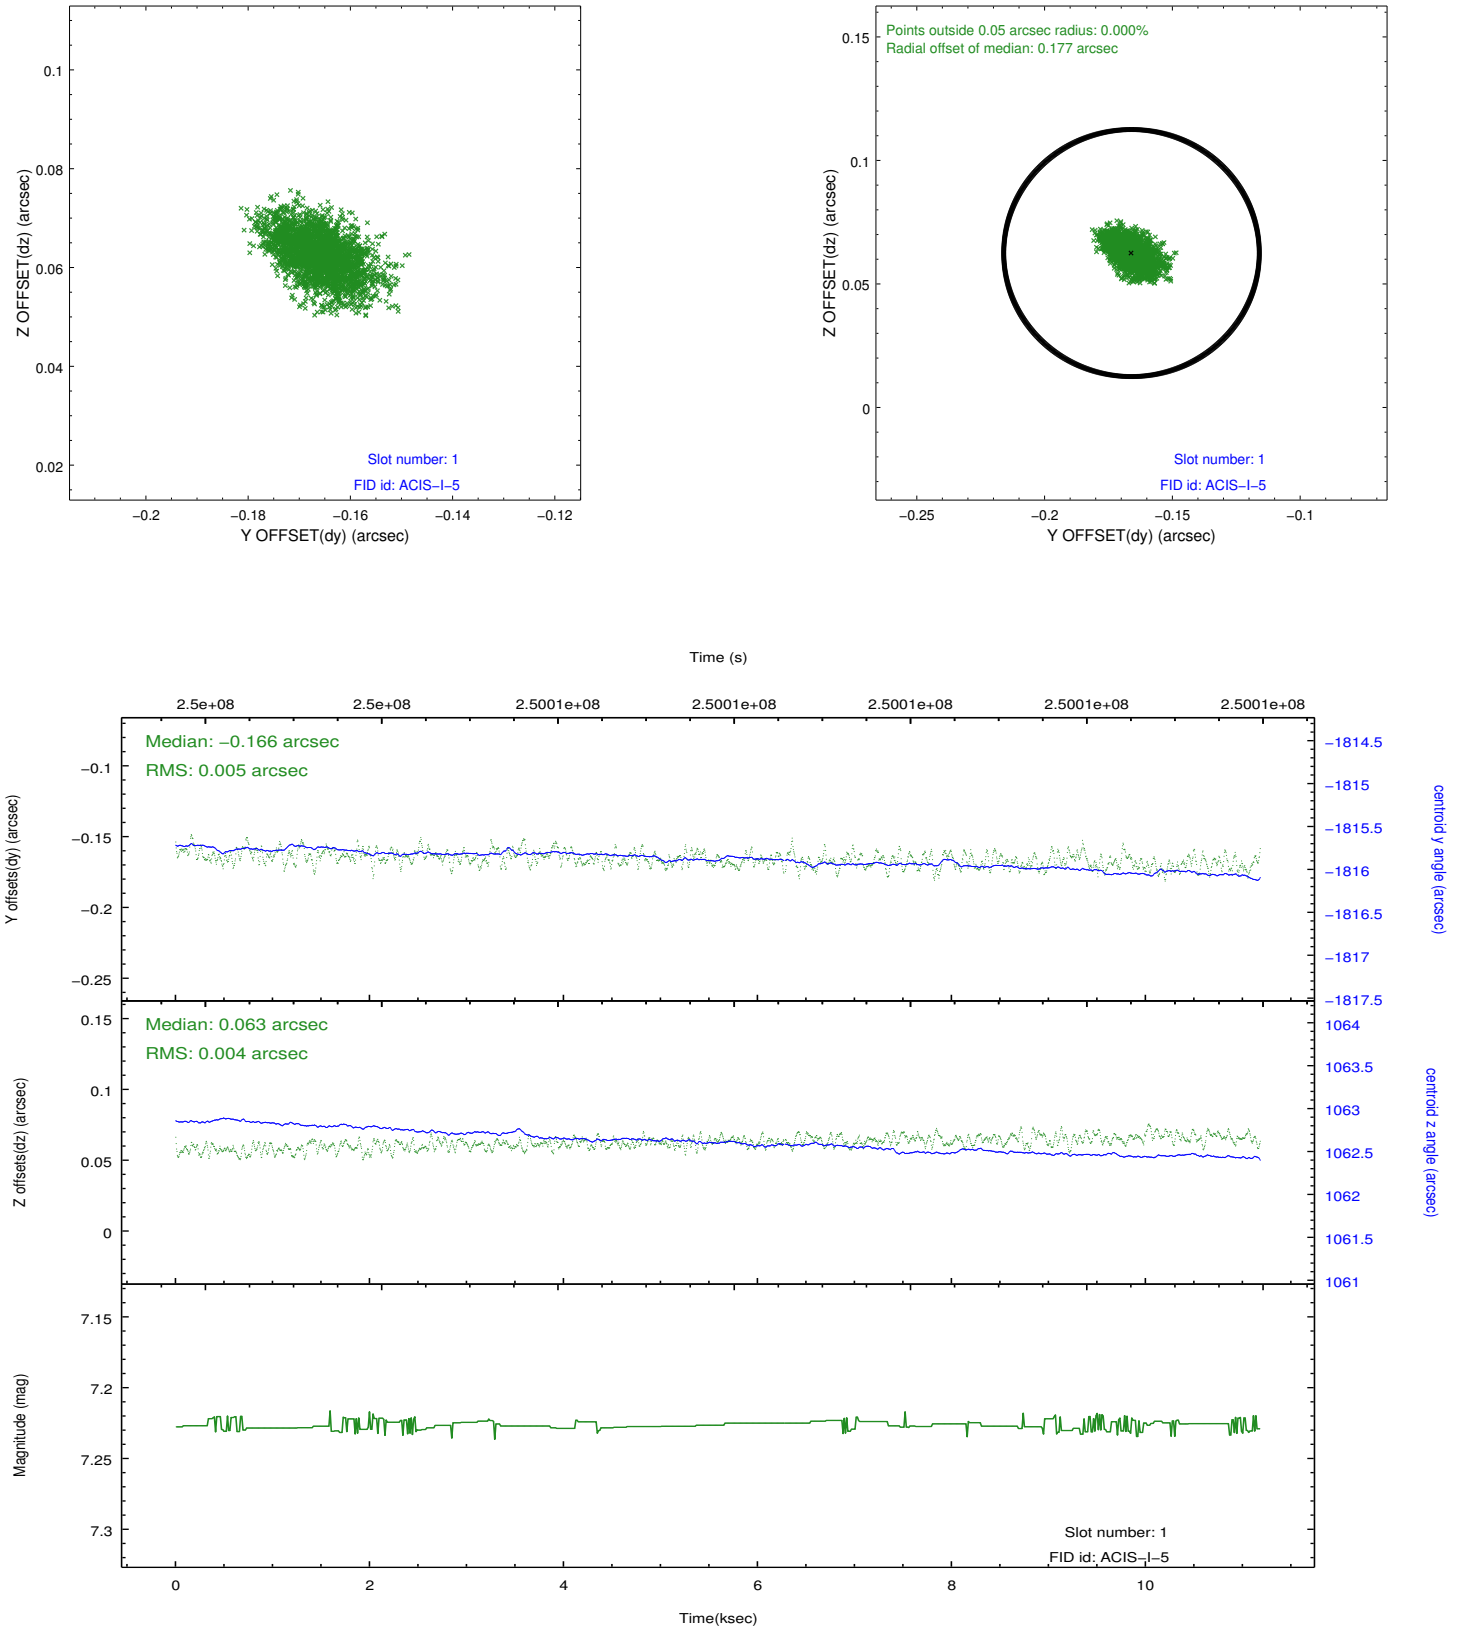 0.1
0.08
0.06
0.04
0.02
Z OFFSET(dz) (arcsec)
Slot number: 1
FID id: ACIS−I−5
−0.2 −0.18 −0.16 −0.14 −0.12
Y OFFSET(dy) (arcsec)
Points outside 0.05 arcsec radius: 0.000%
Radial offset of median: 0.177 arcsec
0.15
0.1
0.05
0
Z OFFSET(dz) (arcsec)
Slot number: 1
FID id: ACIS−I−5
−0.25 −0.2 −0.15 −0.1
Y OFFSET(dy) (arcsec)
Time (s)
2.5e+08 2.5e+08 2.5001e+08 2.5001e+08 2.5001e+08 2.5001e+08 2.5001e+08
Median: −0.166 arcsec
RMS: 0.005 arcsec
−0.1
−0.15
−0.2
−0.25
Y offsets(dy) (arcsec)
−1814.5
−1815
−1815.5
−1816
−1816.5
−1817
−1817.5
centroid y angle (arcsec)
Median: 0.063 arcsec
RMS: 0.004 arcsec
0.15
0.1
0.05
0
Z offsets(dz) (arcsec)
1064
1063.5
1063
1062.5
1062
1061.5
1061
centroid z angle (arcsec)
7.15
7.2
7.25
7.3
Magnitude (mag)
Slot number: 1
FID id: ACIS−I−5
0 2 4 6 8 10
Time(ksec)